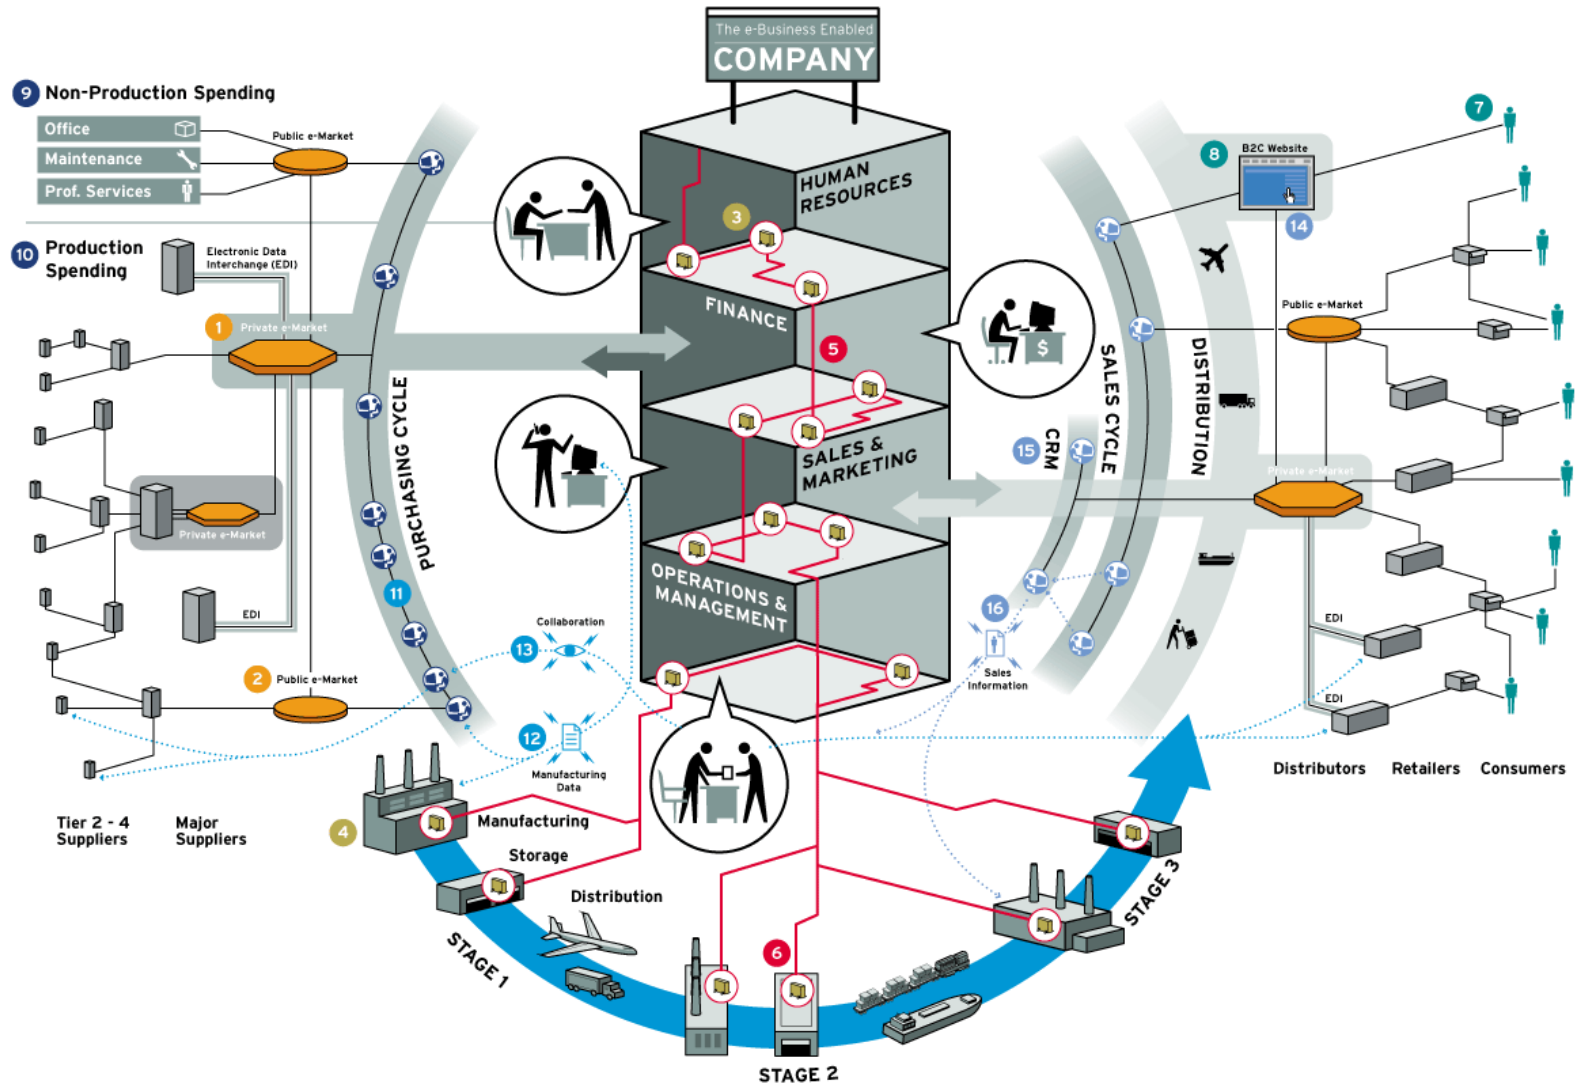 The e-Business Enabled
COMPANY
9 Non-Production Spending
Office
Maintenance
Prof. Services
Public e-Market
10 Production
Spending
Electronic Data
Interchange (EDI)
1
Private e-Market
Private e-Market
EDI
2 Public e-Market
Tier 2 - 4
Suppliers
Major
Suppliers
PURCHASING CYCLE
11
Collaboration
13
12
Manufacturing
Data
HUMAN
RESOURCES
3
FINANCE
5
$
SALES &
MARKETING
OPERATIONS &
MANAGEMENT
4
Manufacturing
Storage
Distribution
STAGE 1
6
STAGE 2
STAGE 3
15
CRM
SALES CYCLE
DISTRIBUTION
16
Sales
Information
7
8
B2C Website
14
Public e-Market
Private e-Market
EDI
EDI
Distributors
Retailers
Consumers